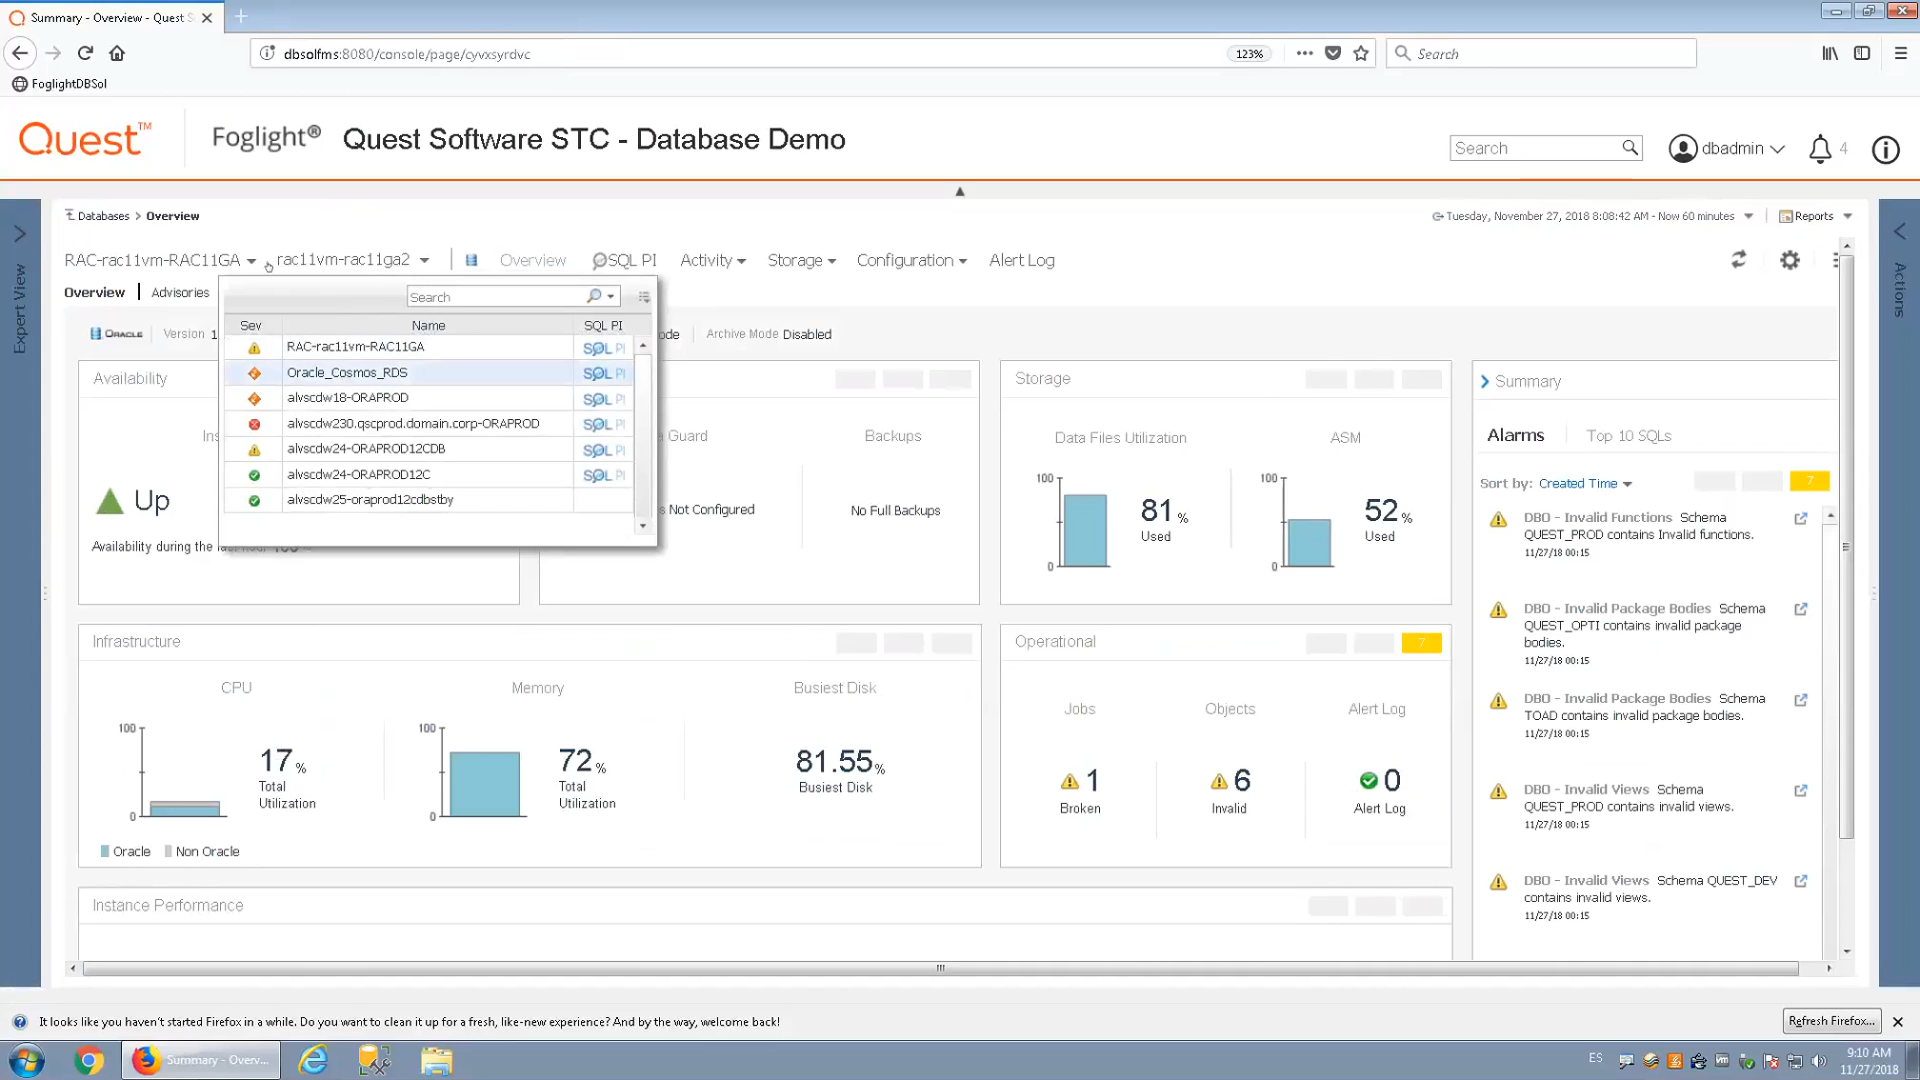 Summary - Overview - Quest S
dbsolfms:8080/console/page/cyvxsyrdvc
123%
Search
FoglightDBSol
Quest™
Foglight®
Quest Software STC - Database Demo
Search
dbadmin
4
Databases > Overview
Tuesday, November 27, 2018 8:08:42 AM - Now 60 minutes
Reports
Expert View
Actions
RAC-rac11vm-RAC11GA
rac11vm-rac11ga2
Overview
SQL PI
Activity
Storage
Configuration
Alert Log
Overview
Advisories
ORACLE
Version 1
ode
Archive Mode Disabled
Search
Sev
Name
SQL PI
RAC-rac11vm-RAC11GA
SQL PI
Oracle_Cosmos_RDS
SQL PI
alvscdw18-ORAPROD
SQL PI
alvscdw230.qscprod.domain.corp-ORAPROD
SQL PI
alvscdw24-ORAPROD12CDB
SQL PI
alvscdw24-ORAPROD12C
SQL PI
alvscdw25-oraprod12cdbstby
Availability
Ins
Up
Availability during the la
Guard
s Not Configured
Backups
No Full Backups
Storage
Data Files Utilization
100
0
81 %
Used
ASM
100
0
52 %
Used
Infrastructure
CPU
100
0
17 %
Total
Utilization
Oracle
Non Oracle
Memory
100
0
72 %
Total
Utilization
Busiest Disk
81.55%
Busiest Disk
Operational
7
Jobs
1
Broken
Objects
6
Invalid
Alert Log
0
Alert Log
Instance Performance
Summary
Alarms
Top 10 SQLs
Sort by: Created Time
7
DBO - Invalid Functions Schema
QUEST_PROD contains Invalid functions.
11/27/18 00:15
DBO - Invalid Package Bodies Schema
QUEST_OPTI contains invalid package
bodies.
11/27/18 00:15
DBO - Invalid Package Bodies Schema
TOAD contains invalid package bodies.
11/27/18 00:15
DBO - Invalid Views Schema
QUEST_PROD contains invalid views.
11/27/18 00:15
DBO - Invalid Views Schema QUEST_DEV
contains invalid views.
11/27/18 00:15
It looks like you haven't started Firefox in a while. Do you want to clean it up for a fresh, like-new experience? And by the way, welcome back!
Refresh Firefox...
Summary - Overv...
ES
9:10 AM
11/27/2018